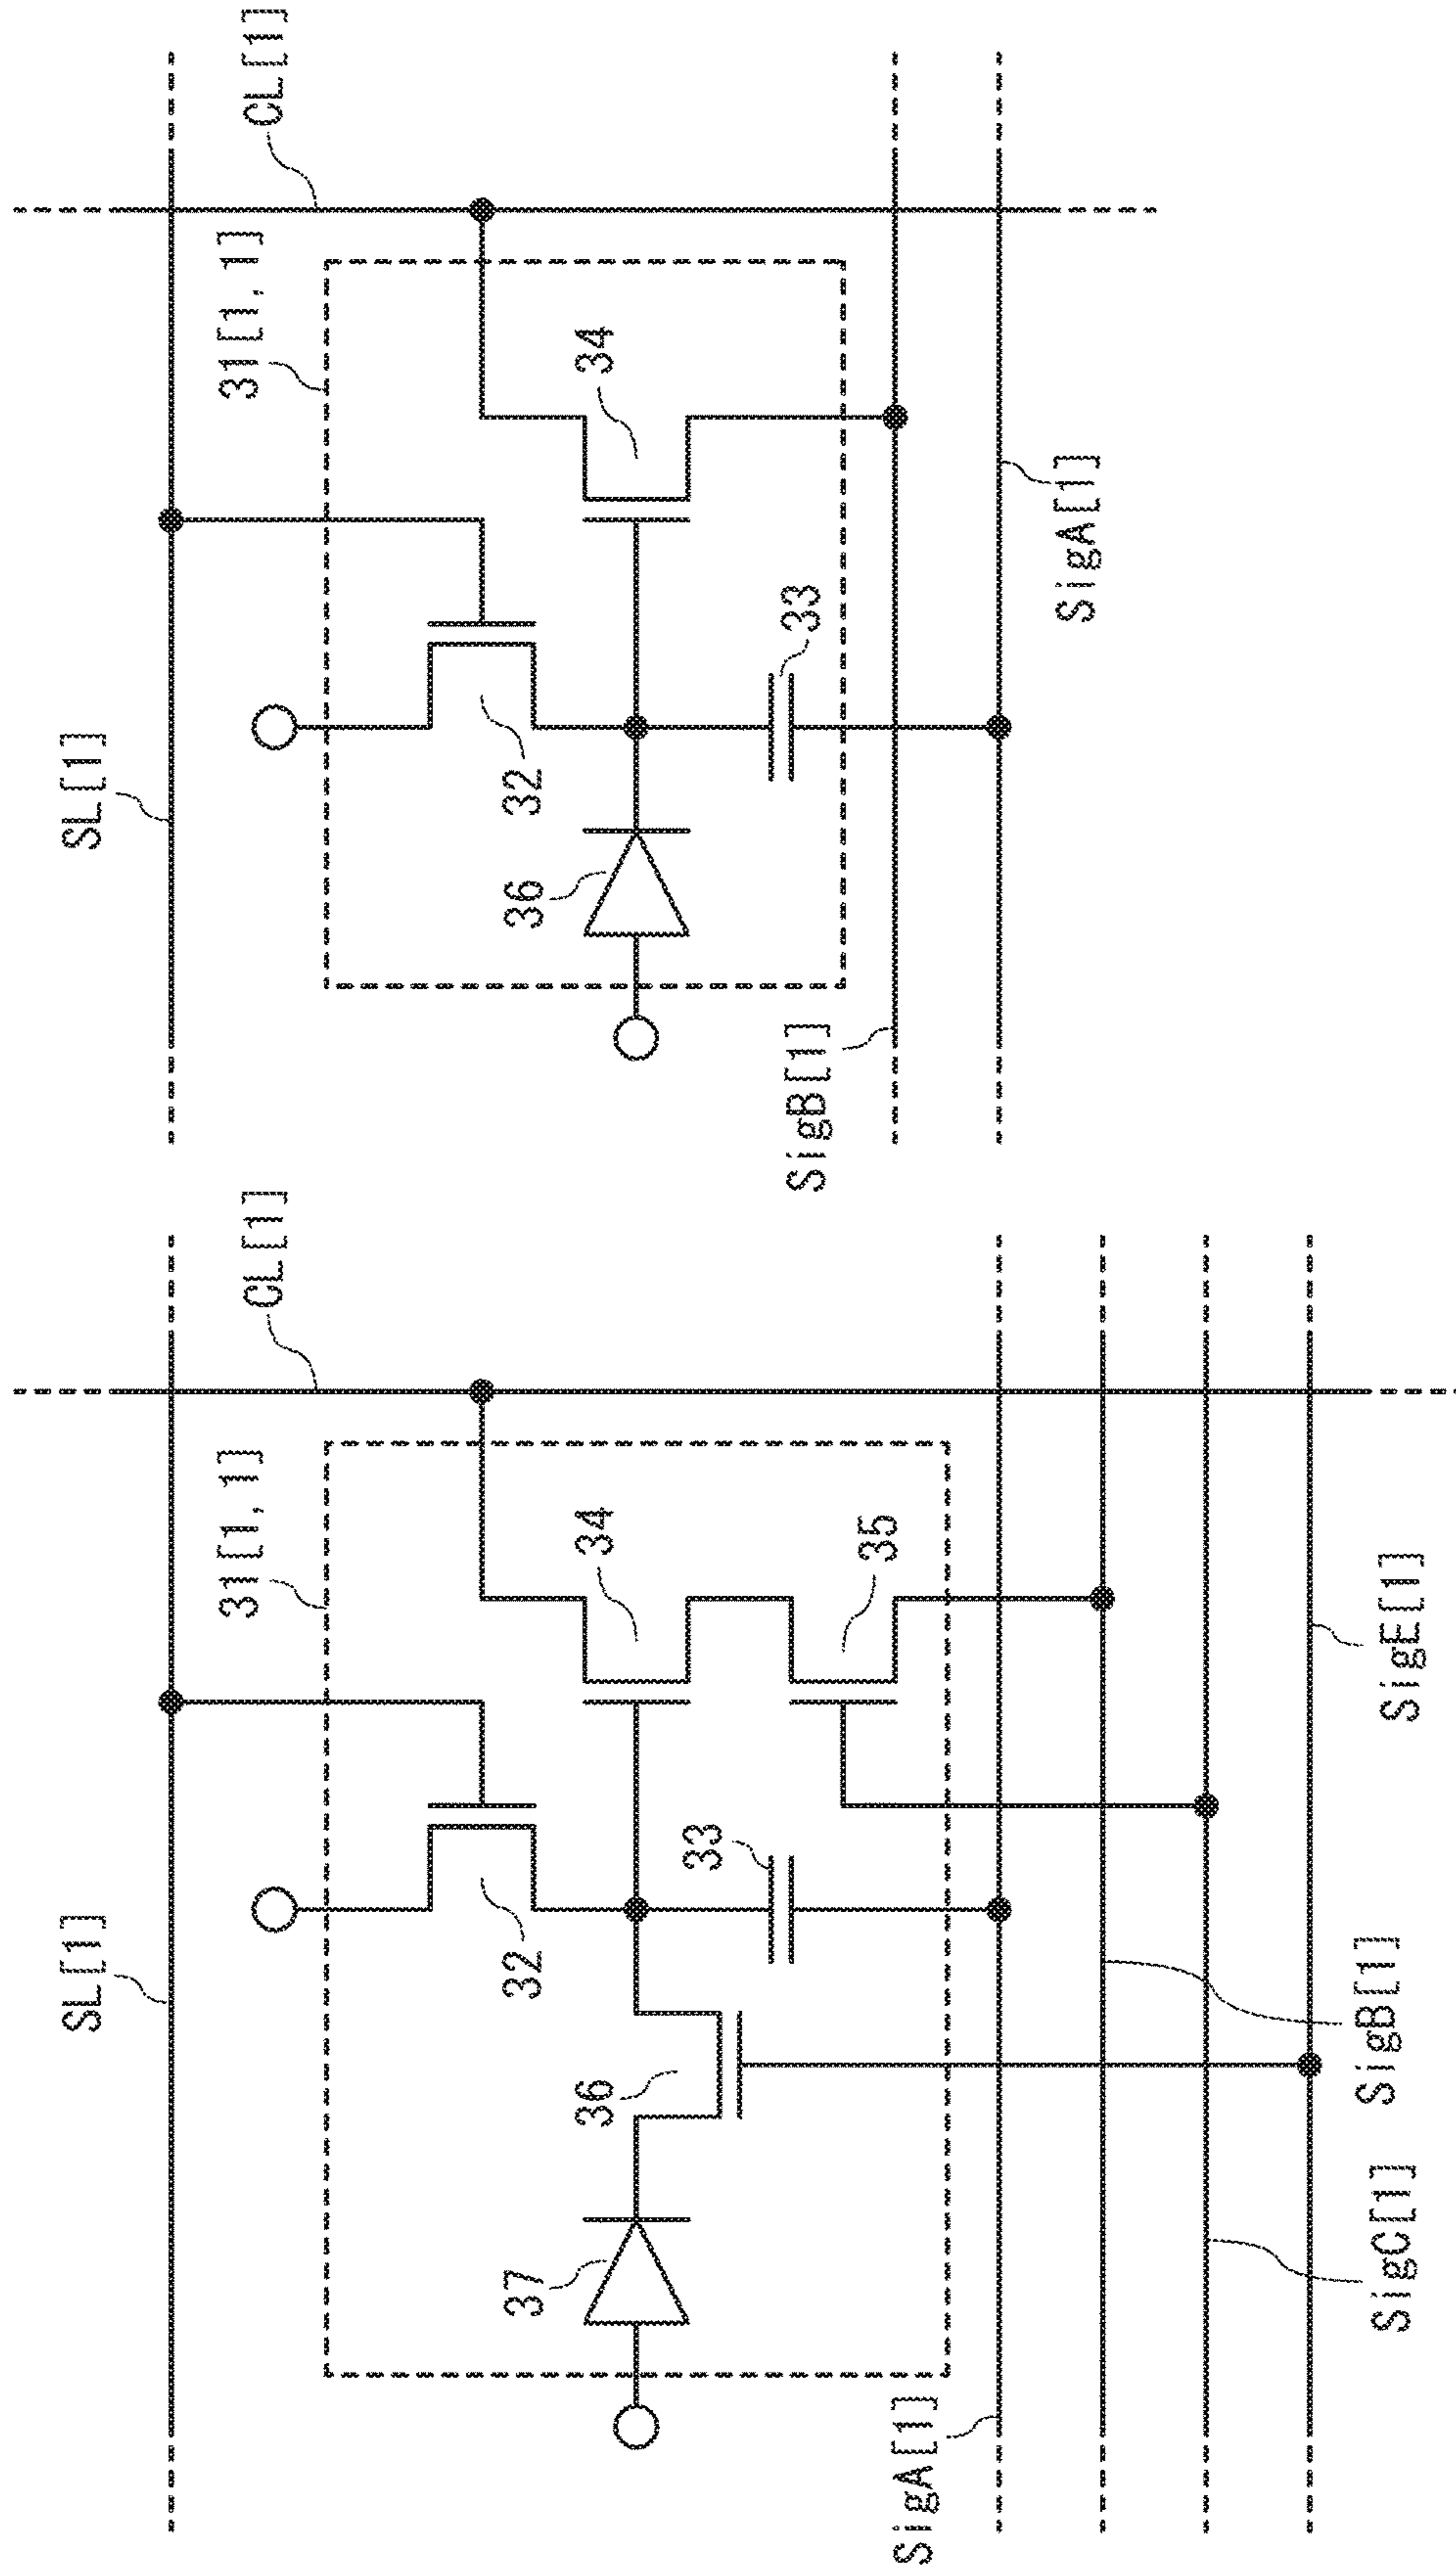 SL[1]
CL[1]
31[1,1]
32
34
36
33
SigB[1]
SigA[1]
SL[1]
CL[1]
31[1,1]
32
34
33
35
36
37
SigA[1]
SigB[1]
SigC[1]
SigE[1]